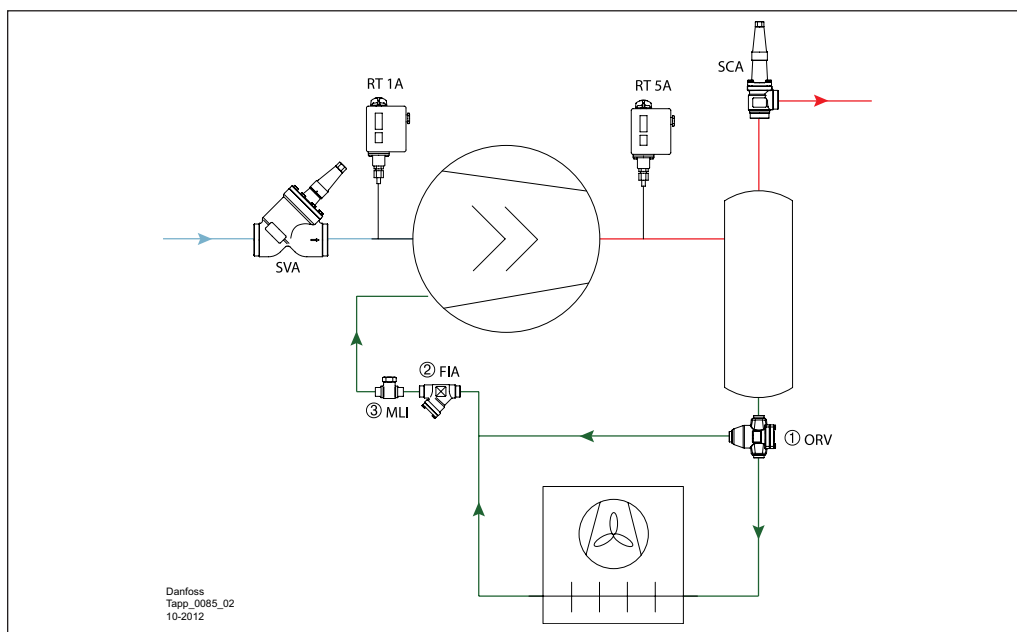 SCA
RT 1A
RT 5A
SVA
② FIA
③ MLI
① ORV
Danfoss
Tapp_0085_02
10-2012